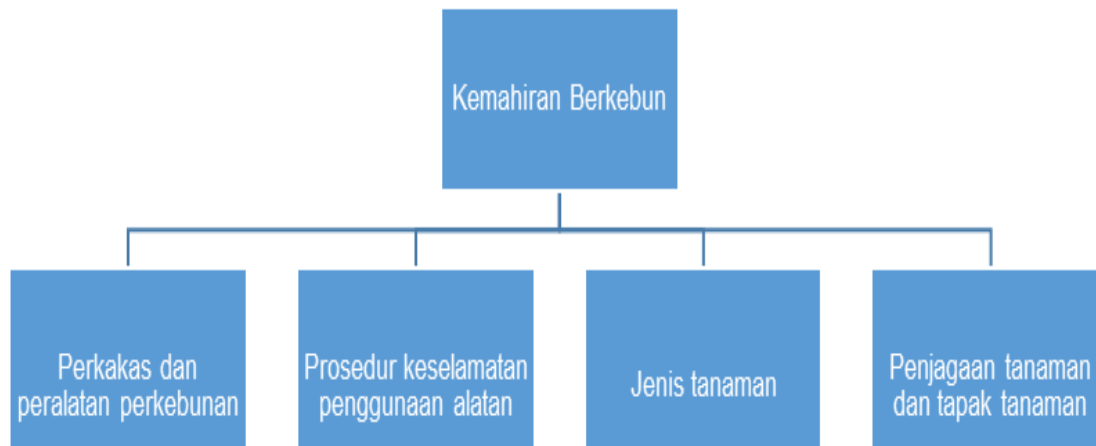 Kemahiran Berkebun
Perkakas dan
peralatan perkebunan
Prosedur keselamatan
penggunaan alatan
Jenis tanaman
Penjagaan tanaman
dan tapak tanaman